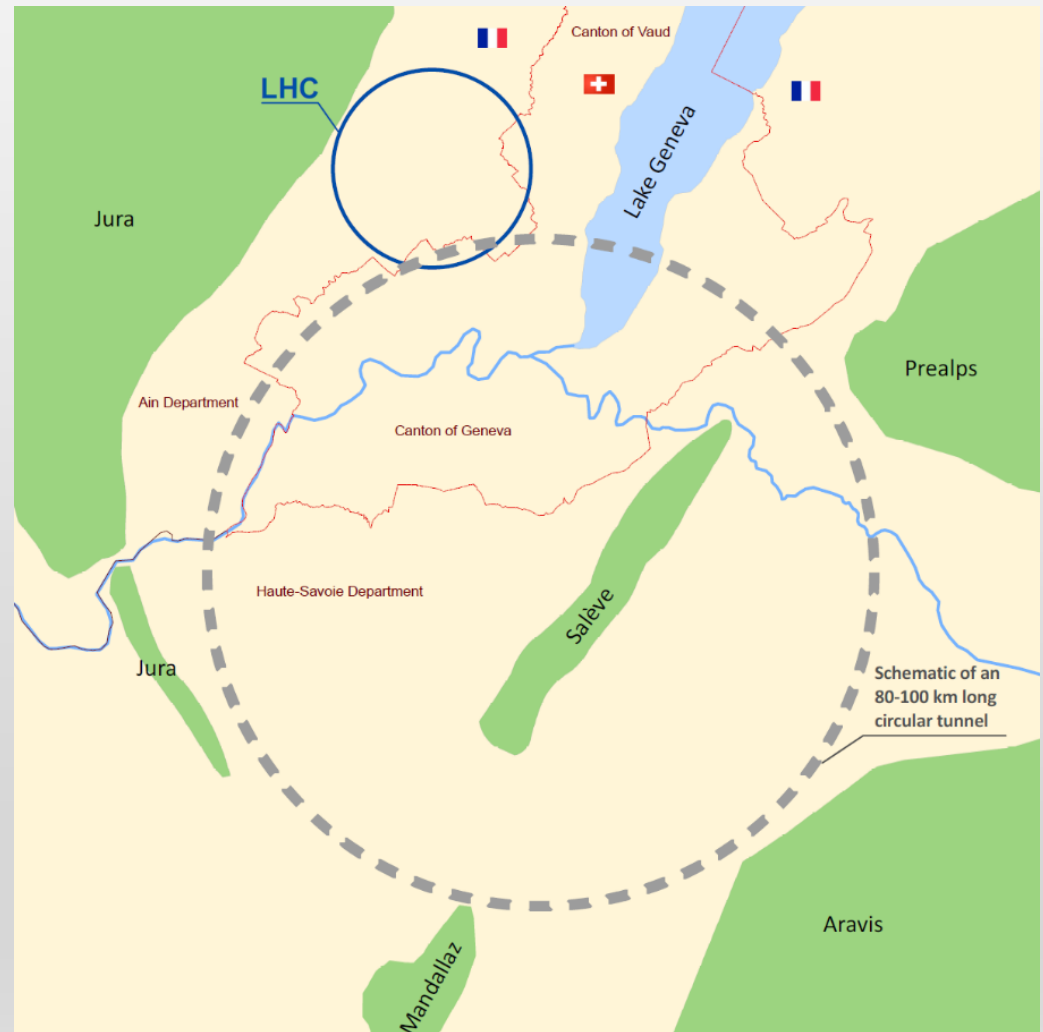 Canton of Vaud
LHC
Lake Geneva
Jura
Prealps
Ain Department
Canton of Geneva
Haute-Savoie Department
Salève
Jura
Schematic of an
80-100 km long
circular tunnel
Aravis
Mandallaz